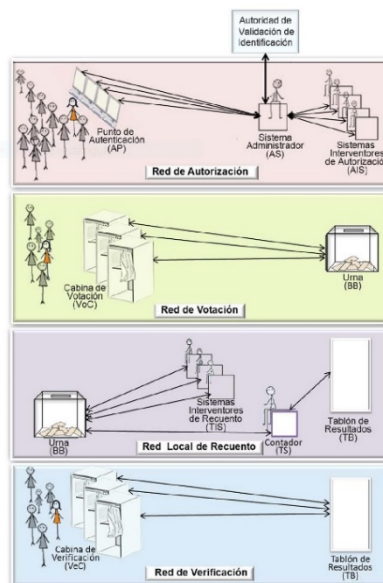 Autoridad de
Validación de
Identificación
Punto de
Autenticación
(AP)
Sistema
Administrador
(AS)
Sistemas
Interventores
de Autorización
(AIS)
Red de Autorización
Cabina de
Votación
(VoC)
Urna
(BB)
Red de Votación
Urna
(BB)
Sistemas
Interventores
de Recuento
(TIS)
Contador
(TS)
Tablón de
Resultados
(TB)
Red Local de Recuento
Cabina de
Verificación
(VeC)
Tablón de
Resultados
(TB)
Red de Verificación